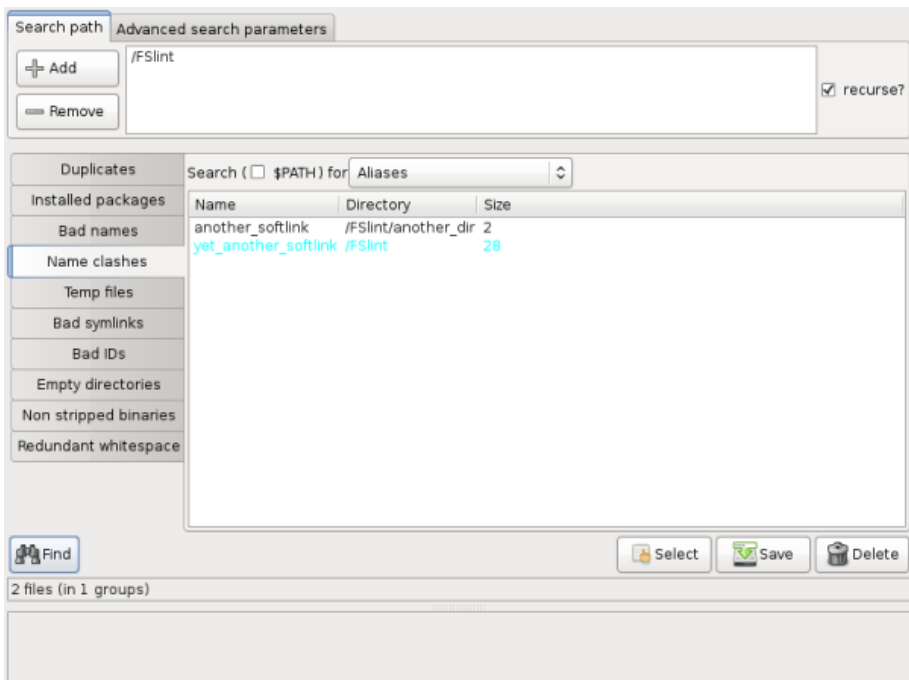 Search path Advanced search parameters
Add
/FSlint
recurse?
Remove
Duplicates
Search ( $PATH ) for Aliases
Installed packages
Name Directory Size
Bad names
another_softlink /FSlint/another_dir 2
yet_another_softlink /FSlint 28
Name clashes
Temp files
Bad symlinks
Bad IDs
Empty directories
Non stripped binaries
Redundant whitespace
Find
Select
Save
Delete
2 files (in 1 groups)